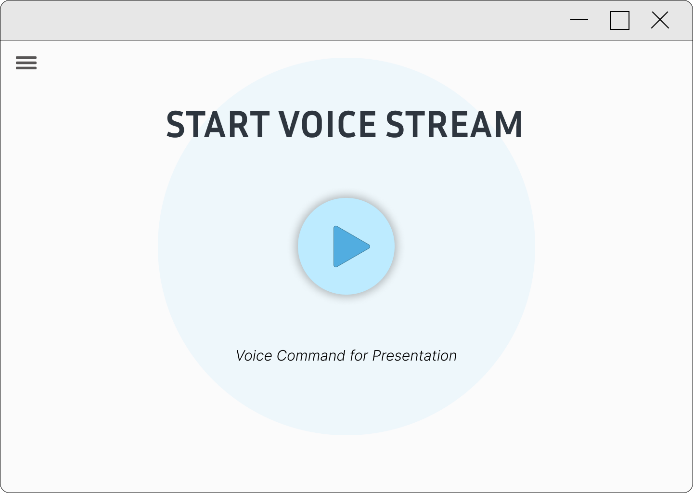 START VOICE STREAM
Voice Command for Presentation